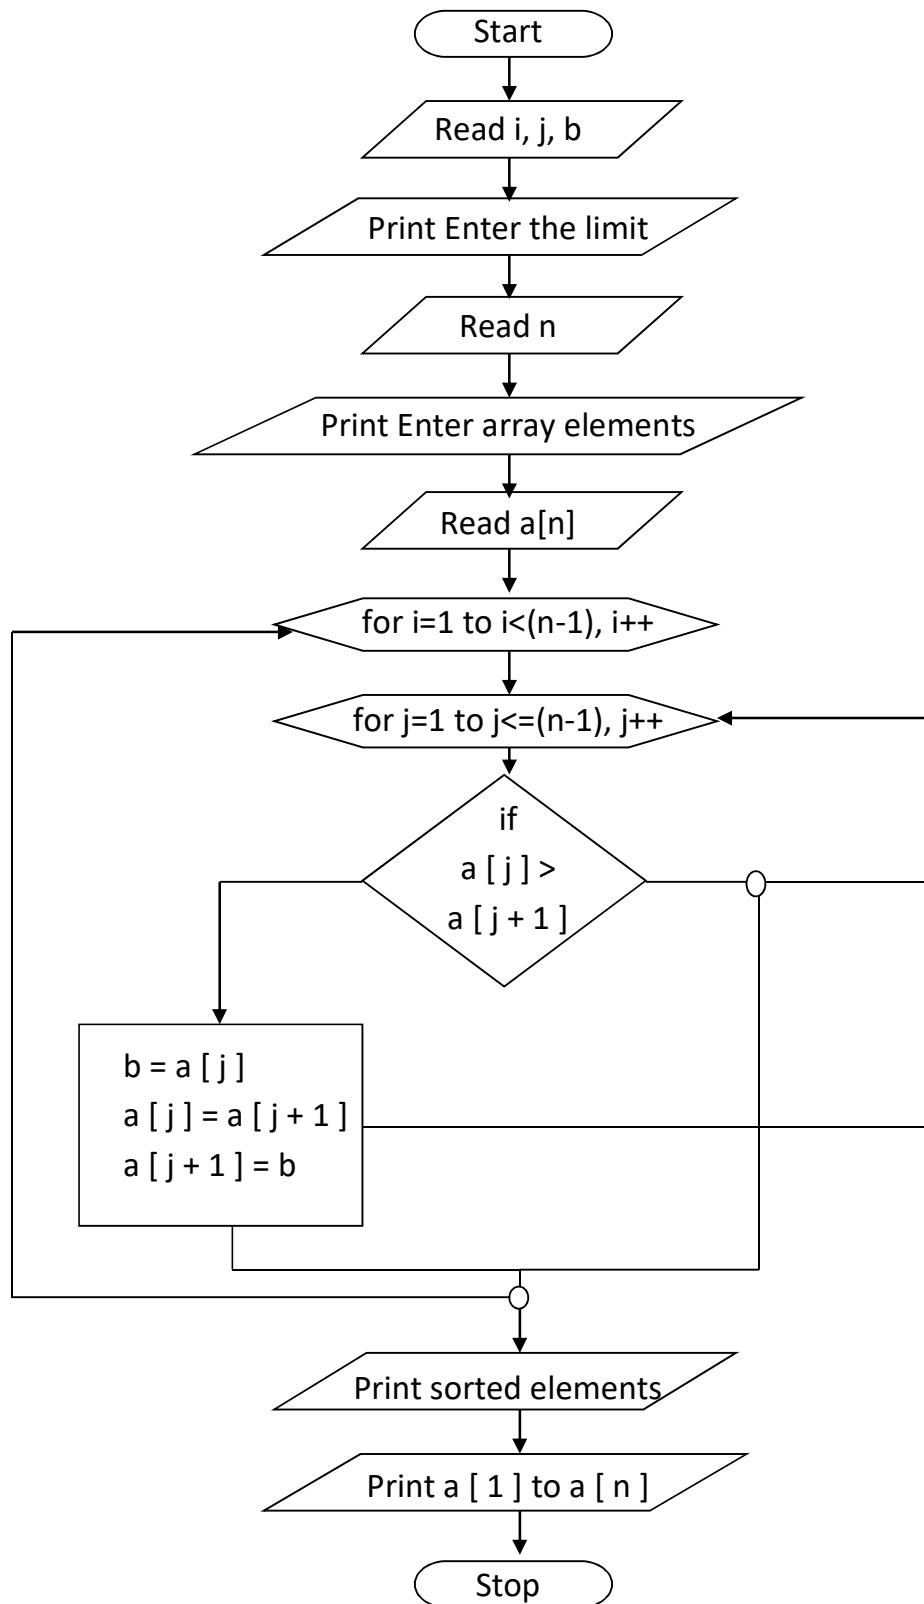 Start
Read i, j, b
Print Enter the limit
Read n
Print Enter array elements
Read a[n]
for i=1 to i<(n-1), i++
for j=1 to j<=(n-1), j++
if
a [ j ] >
a [ j + 1 ]
b = a [ j ]
a [ j ] = a [ j + 1 ]
a [ j + 1 ] = b
Print sorted elements
Print a [ 1 ] to a [ n ]
Stop